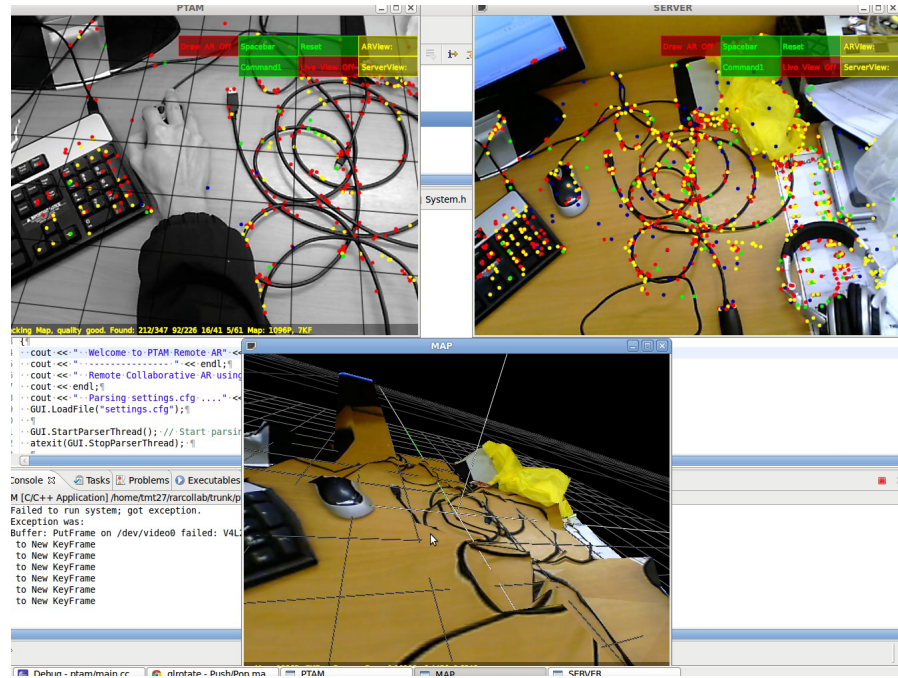 PTAM
SERVER
Draw AR Off Spacebar Reset ARView:
Command1 Live View Off ServerView:
Draw AR Off Spacebar Reset ARView:
Command1 Live View Off ServerView:
System.h
cking Map, quality good. Found: 212/347 92/226 16/41 5/61 Map: 1096P, 7KF
MAP
{¶
cout·<<·"··Welcome to PTAM Remote AR"·<
cout·<<·"··---------------·"·<<·endl;¶
cout·<<·"··Remote Collaborative AR using
cout·<<·endl;¶
cout·<<·"··Parsing settings.cfg ...."·<
GUI.LoadFile("settings.cfg");¶
¶
GUI.StartParserThread();·// Start parsin
atexit(GUI.StopParserThread);·¶
onsole Tasks Problems Executables
M [C/C++ Application] /home/tmt27/rarcollab/trunk/p
Failed to run system; got exception.
Exception was:
Buffer: PutFrame on /dev/video0 failed: V4L2
to New KeyFrame
to New KeyFrame
to New KeyFrame
to New KeyFrame
to New KeyFrame
to New KeyFrame
Debug - ptam/main.cc glrotate - Push/Pop ma PTAM MAP SERVER